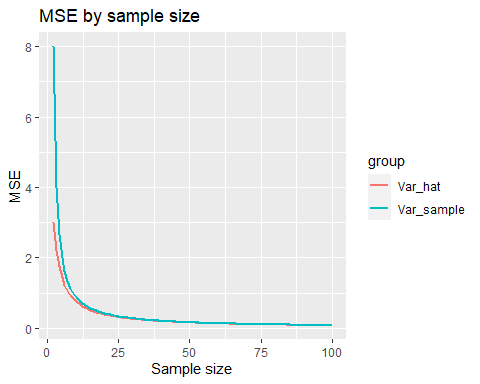 MSE by sample size
MSE
8
6
4
2
0
0 25 50 75 100
Sample size
group
Var_hat
Var_sample